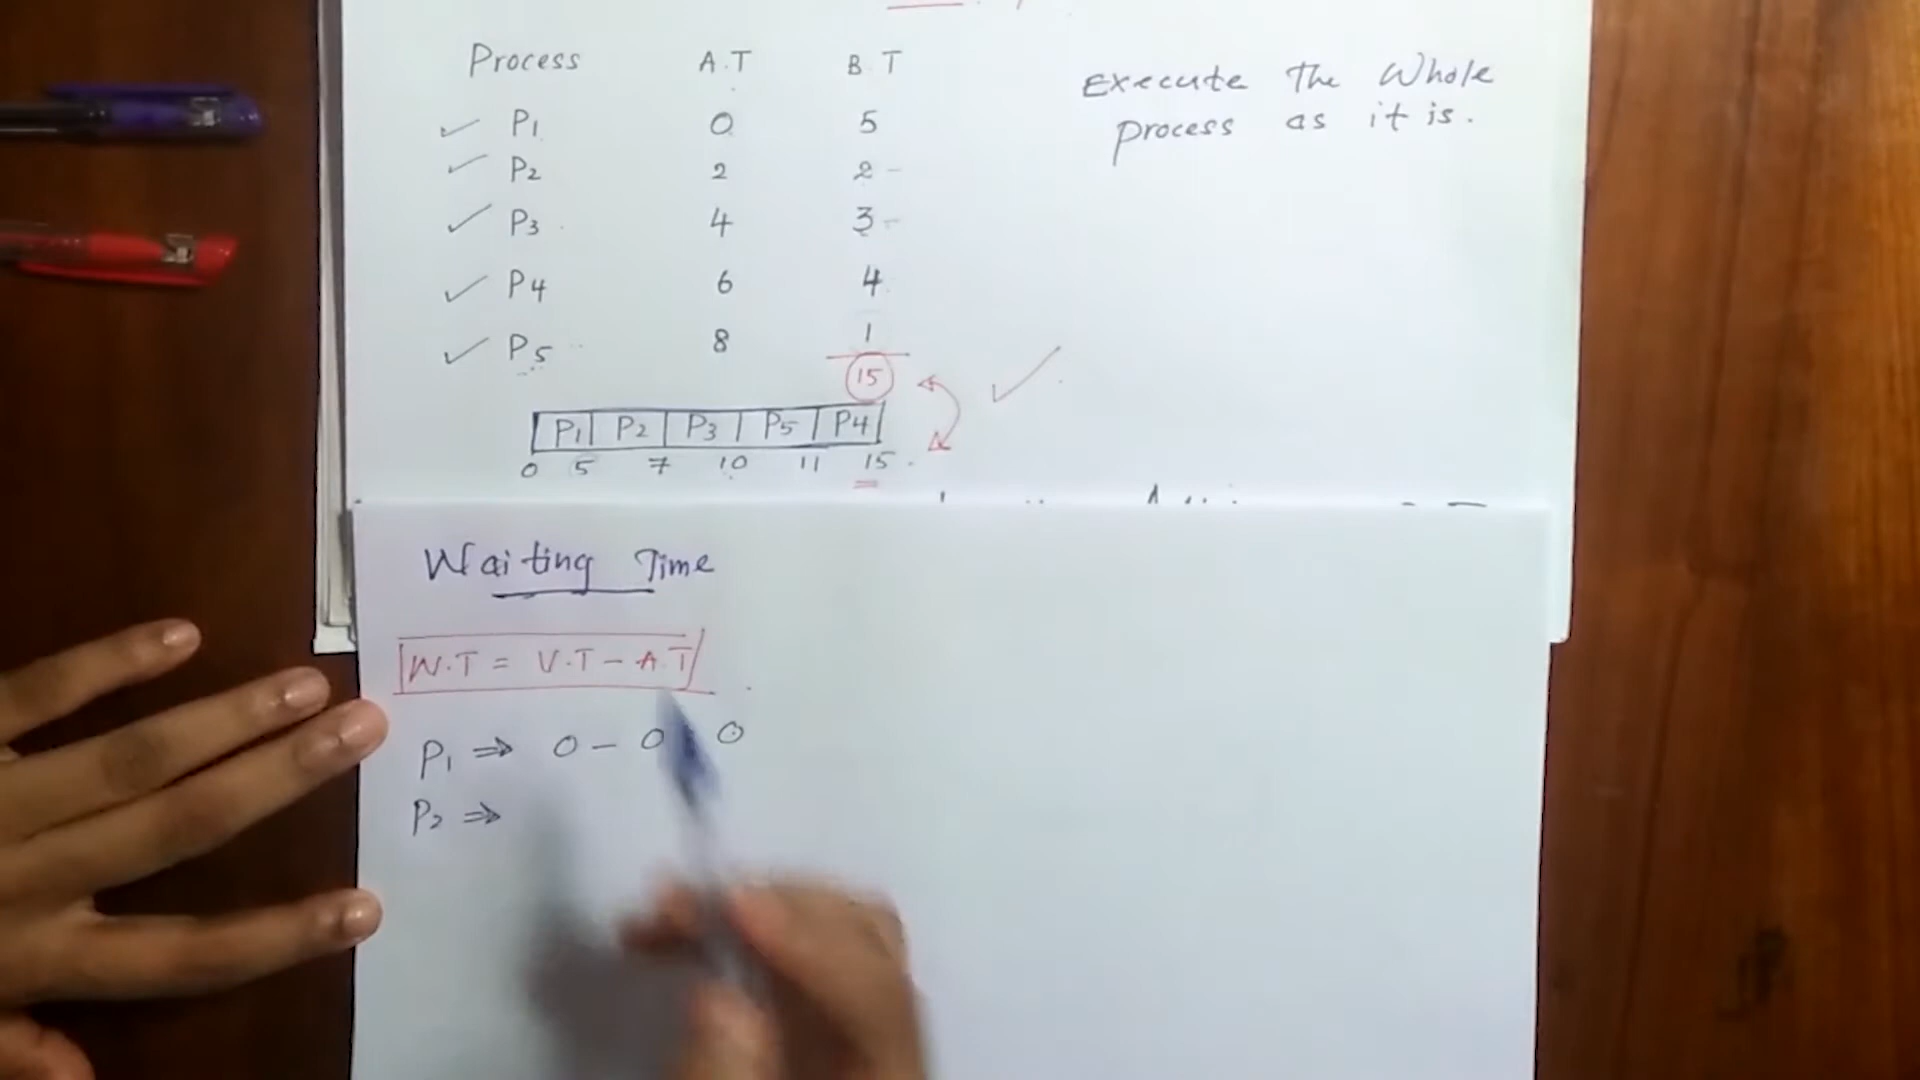 Process A.T B.T
P1 0 5
P2 2 2
P3 4 3
P4 6 4
P5 8 1
15
P1 P2 P3 P5 P4
0 5 7 10 11 15
Execute The Whole
process as it is.
Waiting Time
W.T = V.T - A.T
P1 ⇒ 0 - 0 0
P2 ⇒